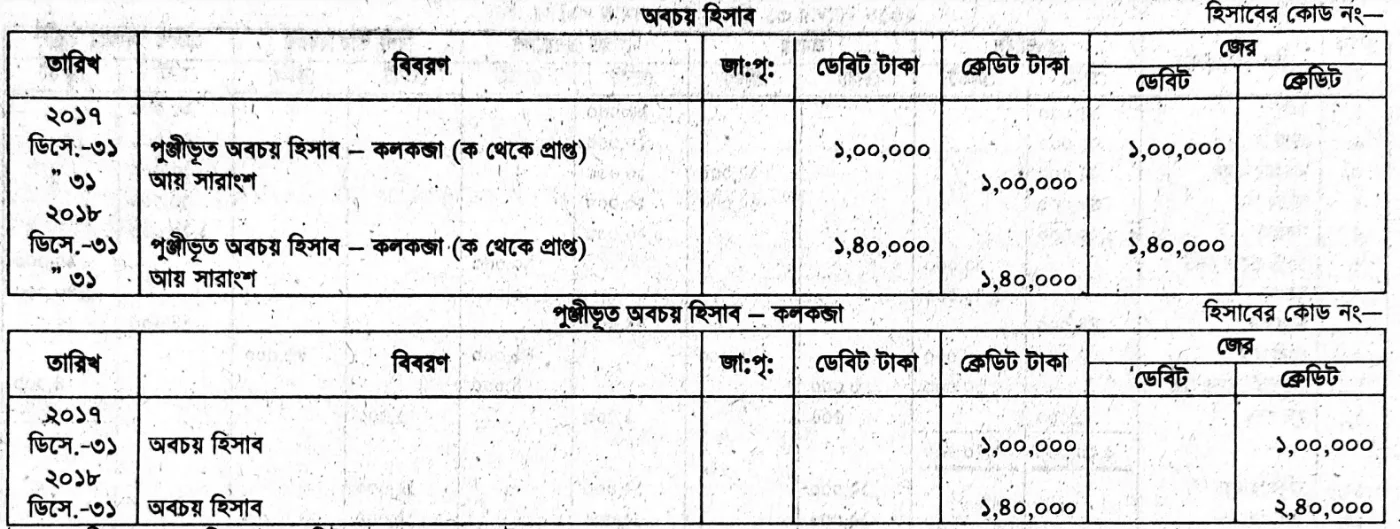 অবচয় হিসাব হিসাবের কোড নং—
তারিখ বিবরণ জা:পৃ: ডেবিট টাকা ক্রেডিট টাকা জের
ডেবিট ক্রেডিট
২০১৭
ডিসে.-৩১ পুঞ্জীভূত অবচয় হিসাব – কলকব্জা (ক থেকে প্রাপ্ত) ১,০০,০০০ ১,০০,০০০
" ৩১ আয় সারাংশ ১,০০,০০০
২০১৮
ডিসে.-৩১ পুঞ্জীভূত অবচয় হিসাব – কলকব্জা (ক থেকে প্রাপ্ত) ১,৪০,০০০ ১,৪০,০০০
" ৩১ আয় সারাংশ ১,৪০,০০০
পুঞ্জীভূত অবচয় হিসাব – কলকব্জা হিসাবের কোড নং—
তারিখ বিবরণ জা:পৃ: ডেবিট টাকা ক্রেডিট টাকা জের
ডেবিট ক্রেডিট
২০১৭
ডিসে.-৩১ অবচয় হিসাব ১,০০,০০০ ১,০০,০০০
২০১৮
ডিসে.-৩১ অবচয় হিসাব ১,৪০,০০০ ২,৪০,০০০